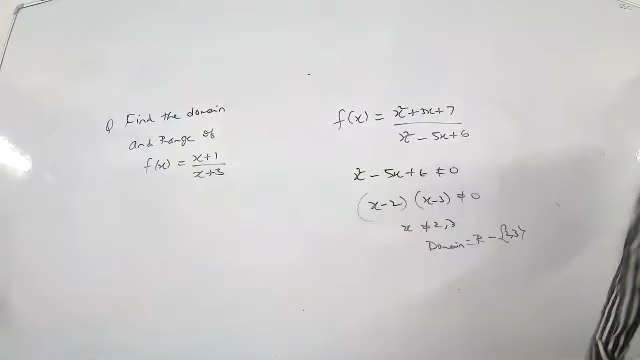 Q Find the domain
and Range of
f(x) = x+1 / x+3
f(x) = x²+3x+7 / x² - 5x+6
x² - 5x+6 ≠ 0
(x-2) (x-3) ≠ 0
x ≠ 2,3
Domain = R - {2,3}